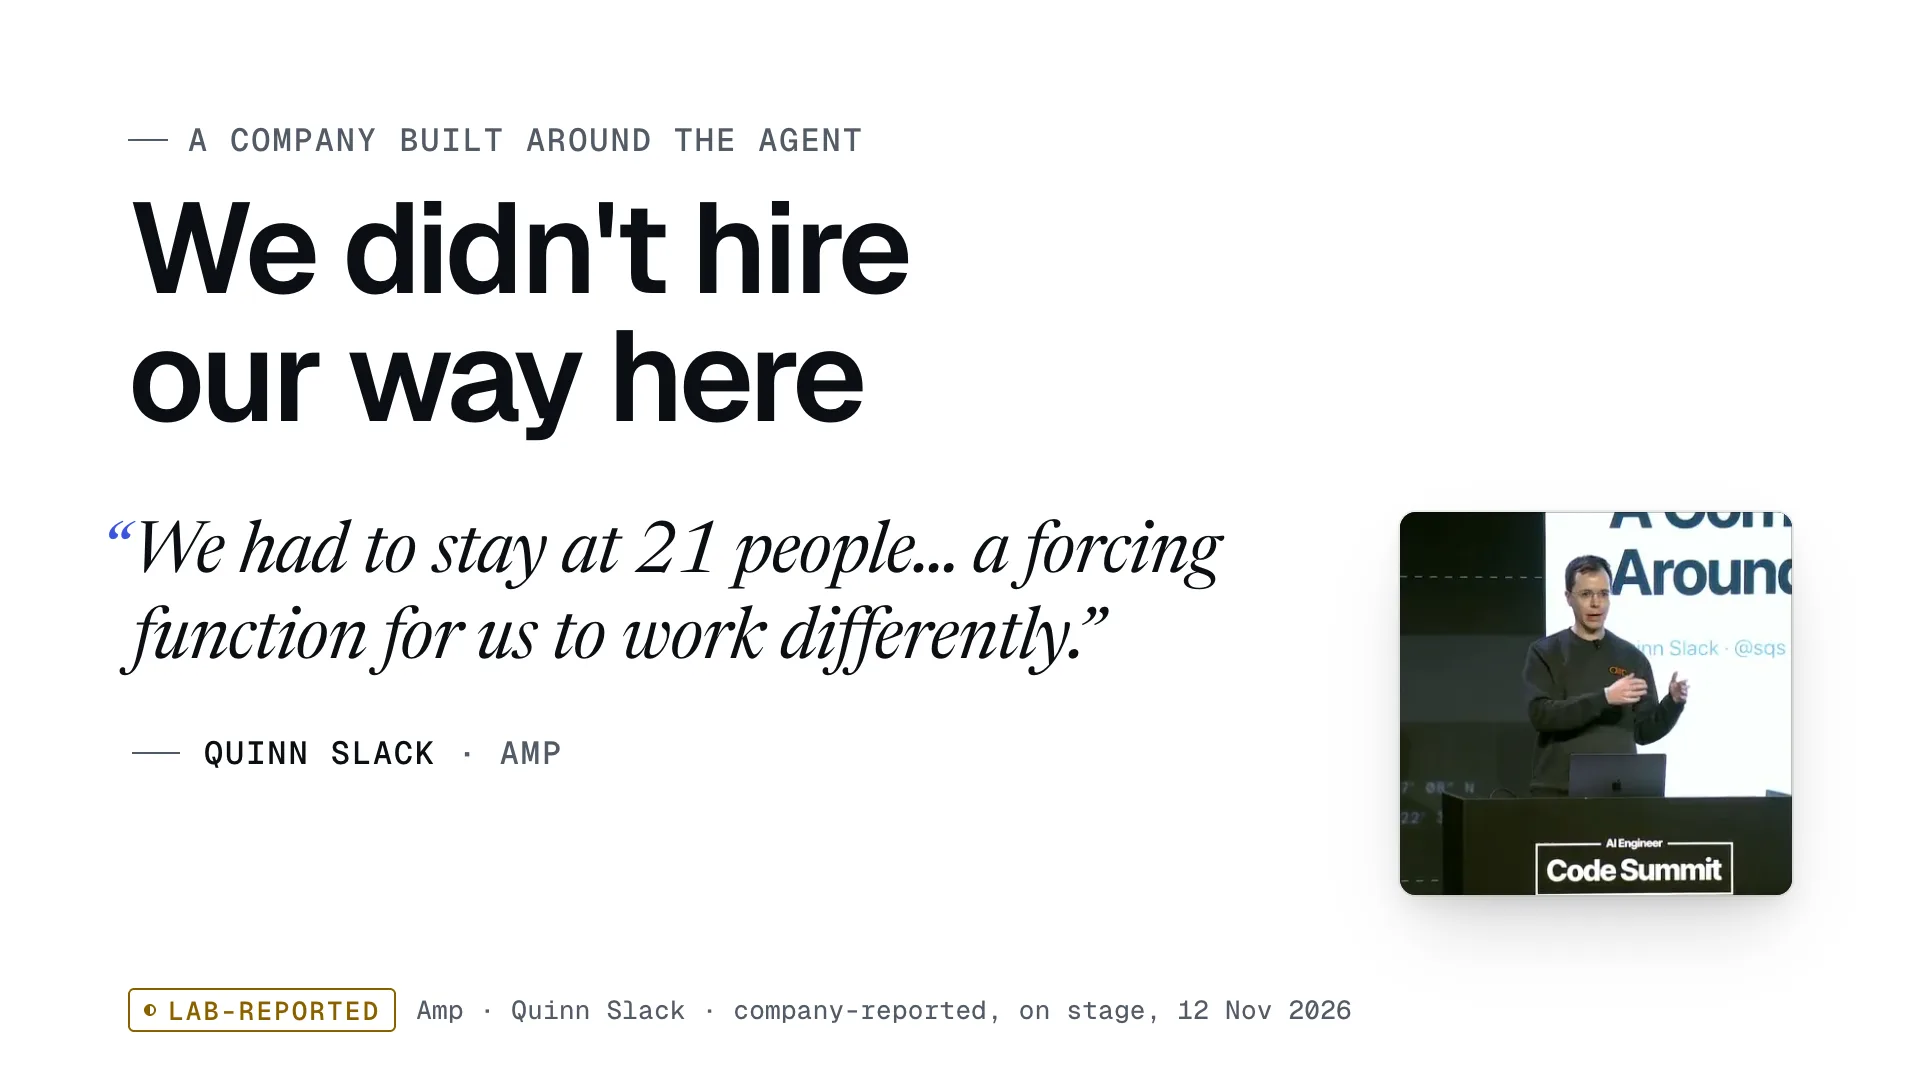 — A COMPANY BUILT AROUND THE AGENT
We didn't hire
our way here
“We had to stay at 21 people... a forcing
function for us to work differently.”
— QUINN SLACK · AMP
Around
Slack · @sqs
AI Engineer
Code Summit
LAB-REPORTED Amp · Quinn Slack · company-reported, on stage, 12 Nov 2026